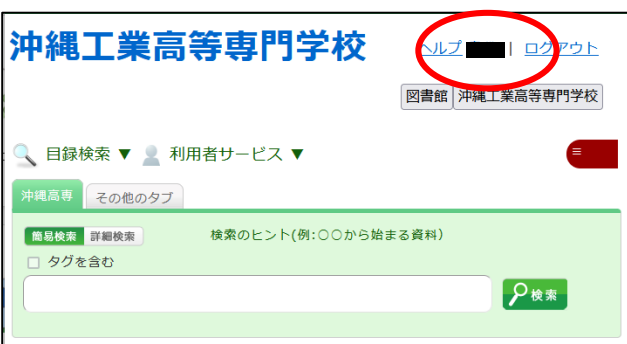 沖縄工業高等専門学校
ヘルプ | ログアウト
図書館 沖縄工業高等専門学校
目録検索 ▼ 利用者サービス ▼
≡
沖縄高専 その他のタブ
簡易検索 詳細検索 検索のヒント(例:○○から始まる資料)
タグを含む
検索